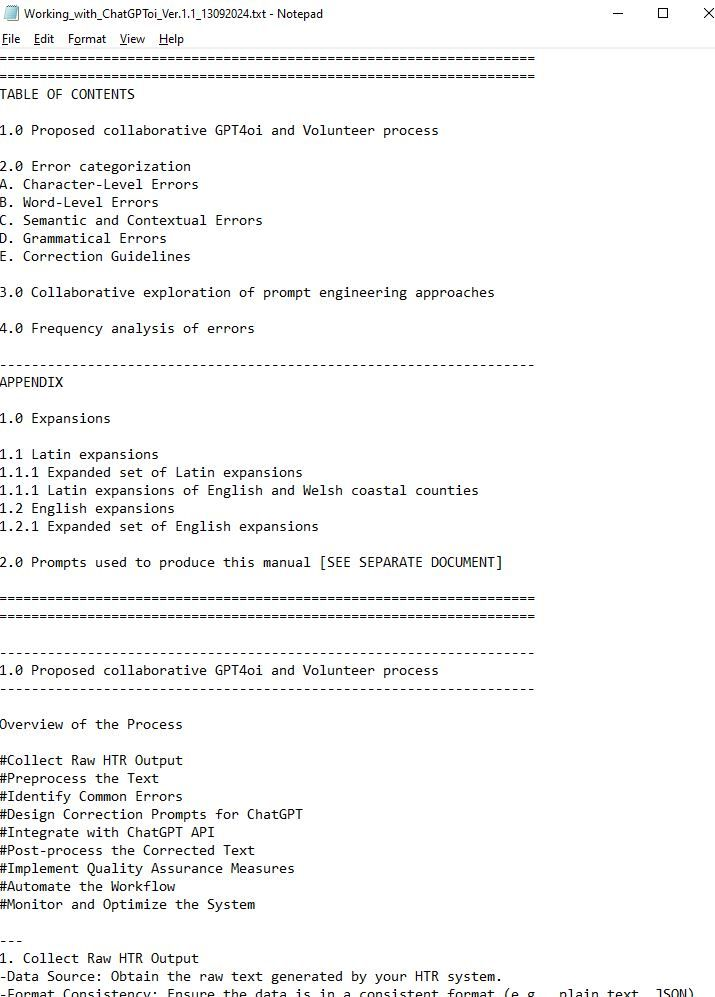 Working_with_ChatGPToi_Ver.1.1_13092024.txt - Notepad
File Edit Format View Help
====================================================================
====================================================================
TABLE OF CONTENTS
1.0 Proposed collaborative GPT4oi and Volunteer process
2.0 Error categorization
A. Character-Level Errors
B. Word-Level Errors
C. Semantic and Contextual Errors
D. Grammatical Errors
E. Correction Guidelines
3.0 Collaborative exploration of prompt engineering approaches
4.0 Frequency analysis of errors
--------------------------------------------------------------------
APPENDIX
1.0 Expansions
1.1 Latin expansions
1.1.1 Expanded set of Latin expansions
1.1.1 Latin expansions of English and Welsh coastal counties
1.2 English expansions
1.2.1 Expanded set of English expansions
2.0 Prompts used to produce this manual [SEE SEPARATE DOCUMENT]
====================================================================
====================================================================
--------------------------------------------------------------------
1.0 Proposed collaborative GPT4oi and Volunteer process
--------------------------------------------------------------------
Overview of the Process
#Collect Raw HTR Output
#Preprocess the Text
#Identify Common Errors
#Design Correction Prompts for ChatGPT
#Integrate with ChatGPT API
#Post-process the Corrected Text
#Implement Quality Assurance Measures
#Automate the Workflow
#Monitor and Optimize the System
---
1. Collect Raw HTR Output
-Data Source: Obtain the raw text generated by your HTR system.
-Format Consistency: Ensure the data is in a consistent format (e.g., plain text, JSON)